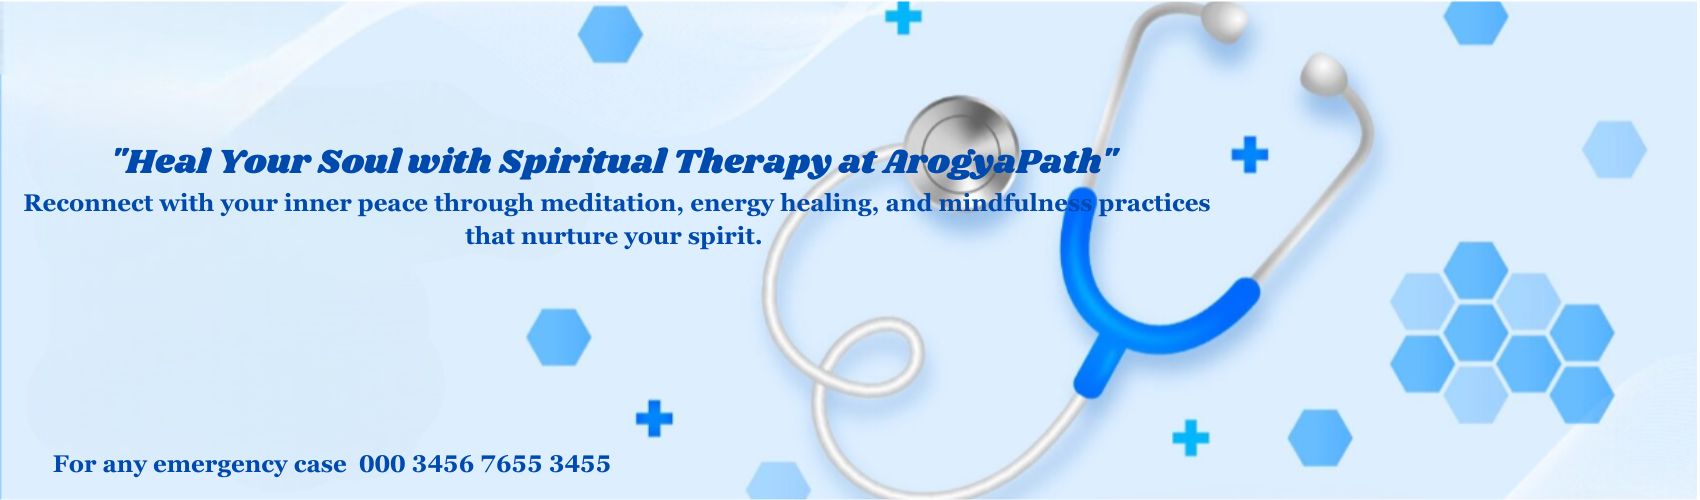 "Heal Your Soul with Spiritual Therapy at ArogyaPath"
Reconnect with your inner peace through meditation, energy healing, and mindfulness practices
that nurture your spirit.
For any emergency case  000 3456 7655 3455